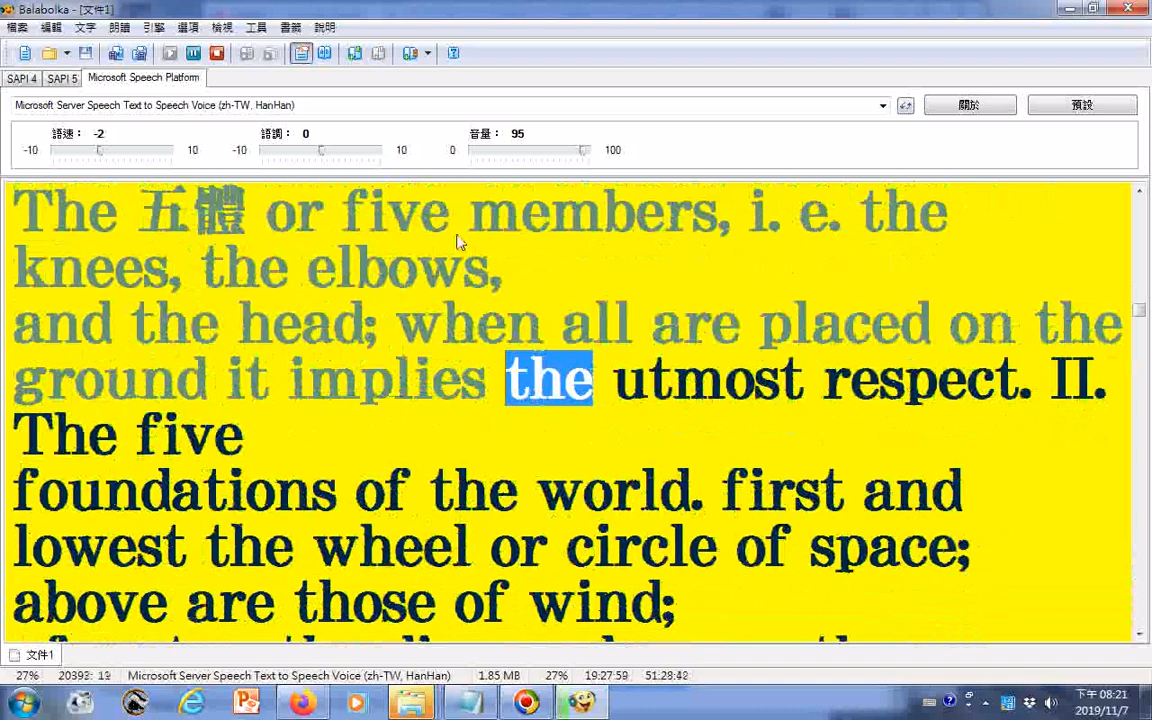 Balabolka - [文件1]
檔案 編輯 文字 朗讀 引擎 選項 檢視 工具 書籤 說明
SAPI 4 SAPI 5 Microsoft Speech Platform
Microsoft Server Speech Text to Speech Voice (zh-TW, HanHan) 關於 預設
語速： -2 語調： 0 音量： 95
-10 10 -10 10 0 100
The 五體 or five members, i. e. the
knees, the elbows,
and the head; when all are placed on the
ground it implies the utmost respect. II.
The five
foundations of the world. first and
lowest the wheel or circle of space;
above are those of wind;
文件1
27% 20392: 13 Microsoft Server Speech Text to Speech Voice (zh-TW, HanHan) 1.85 MB 27% 19:27:59 51:28:42
下午 08:21
2019/11/7